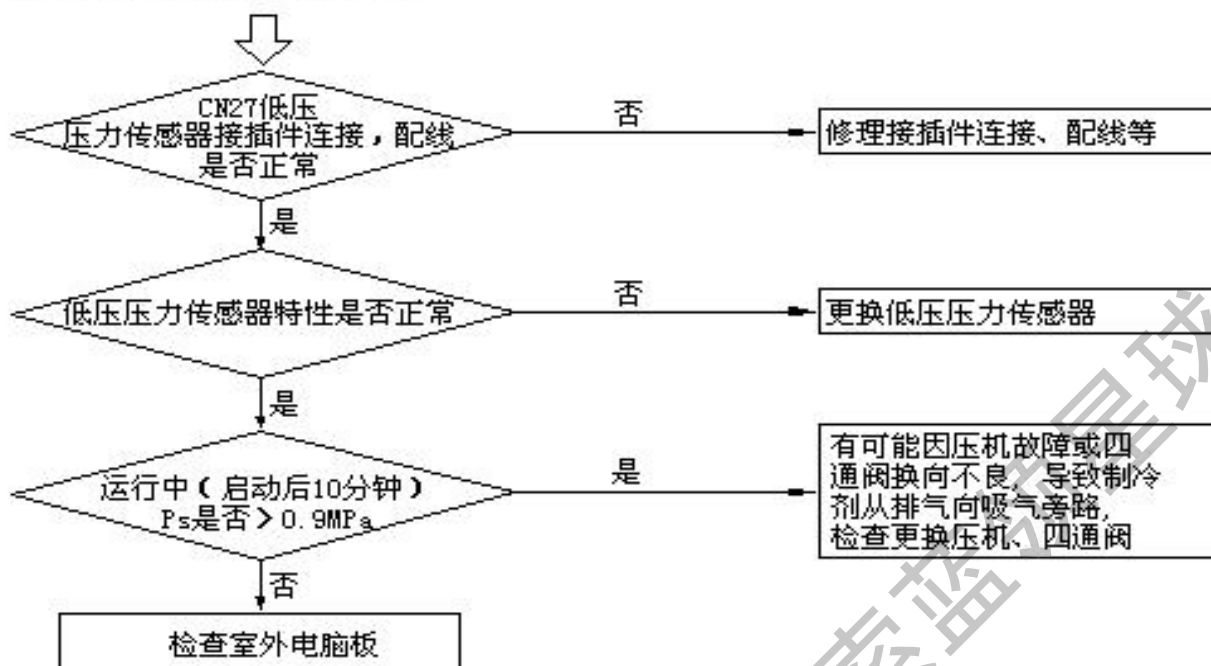 CN27低压
压力传感器接插件连接，配线
是否正常
否
修理接插件连接、配线等
是
低压压力传感器特性是否正常
否
更换低压压力传感器
是
运行中（启动后10分钟）
Ps是否＞0.9MPa
是
有可能因压机故障或四
通阀换向不良，导致制冷
剂从排气向吸气旁路，
检查更换压机、四通阀
否
检查室外电脑板
索蓝领星球